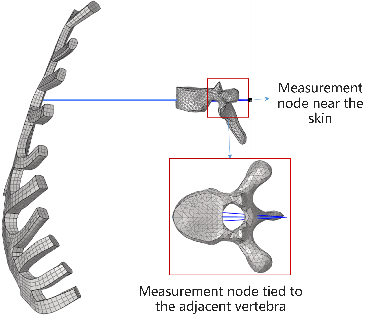 Measurement
node near the
skin
Measurement node tied to
the adjacent vertebra